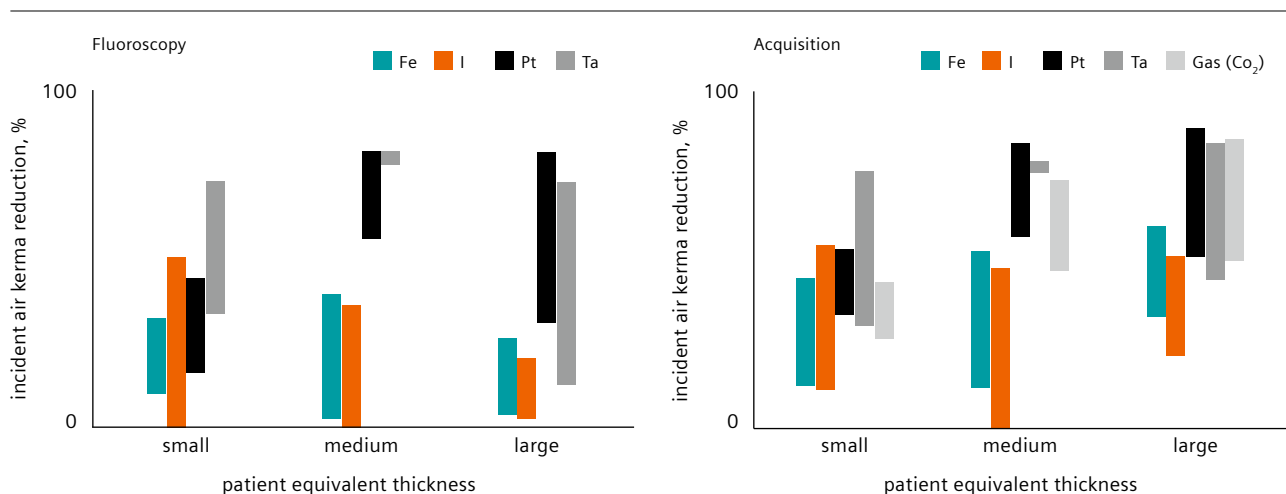 Fluoroscopy
Fe I Pt Ta
100
0
incident air kerma reduction, %
small medium large
patient equivalent thickness
Acquisition
Fe I Pt Ta Gas (Co₂)
100
0
incident air kerma reduction, %
small medium large
patient equivalent thickness